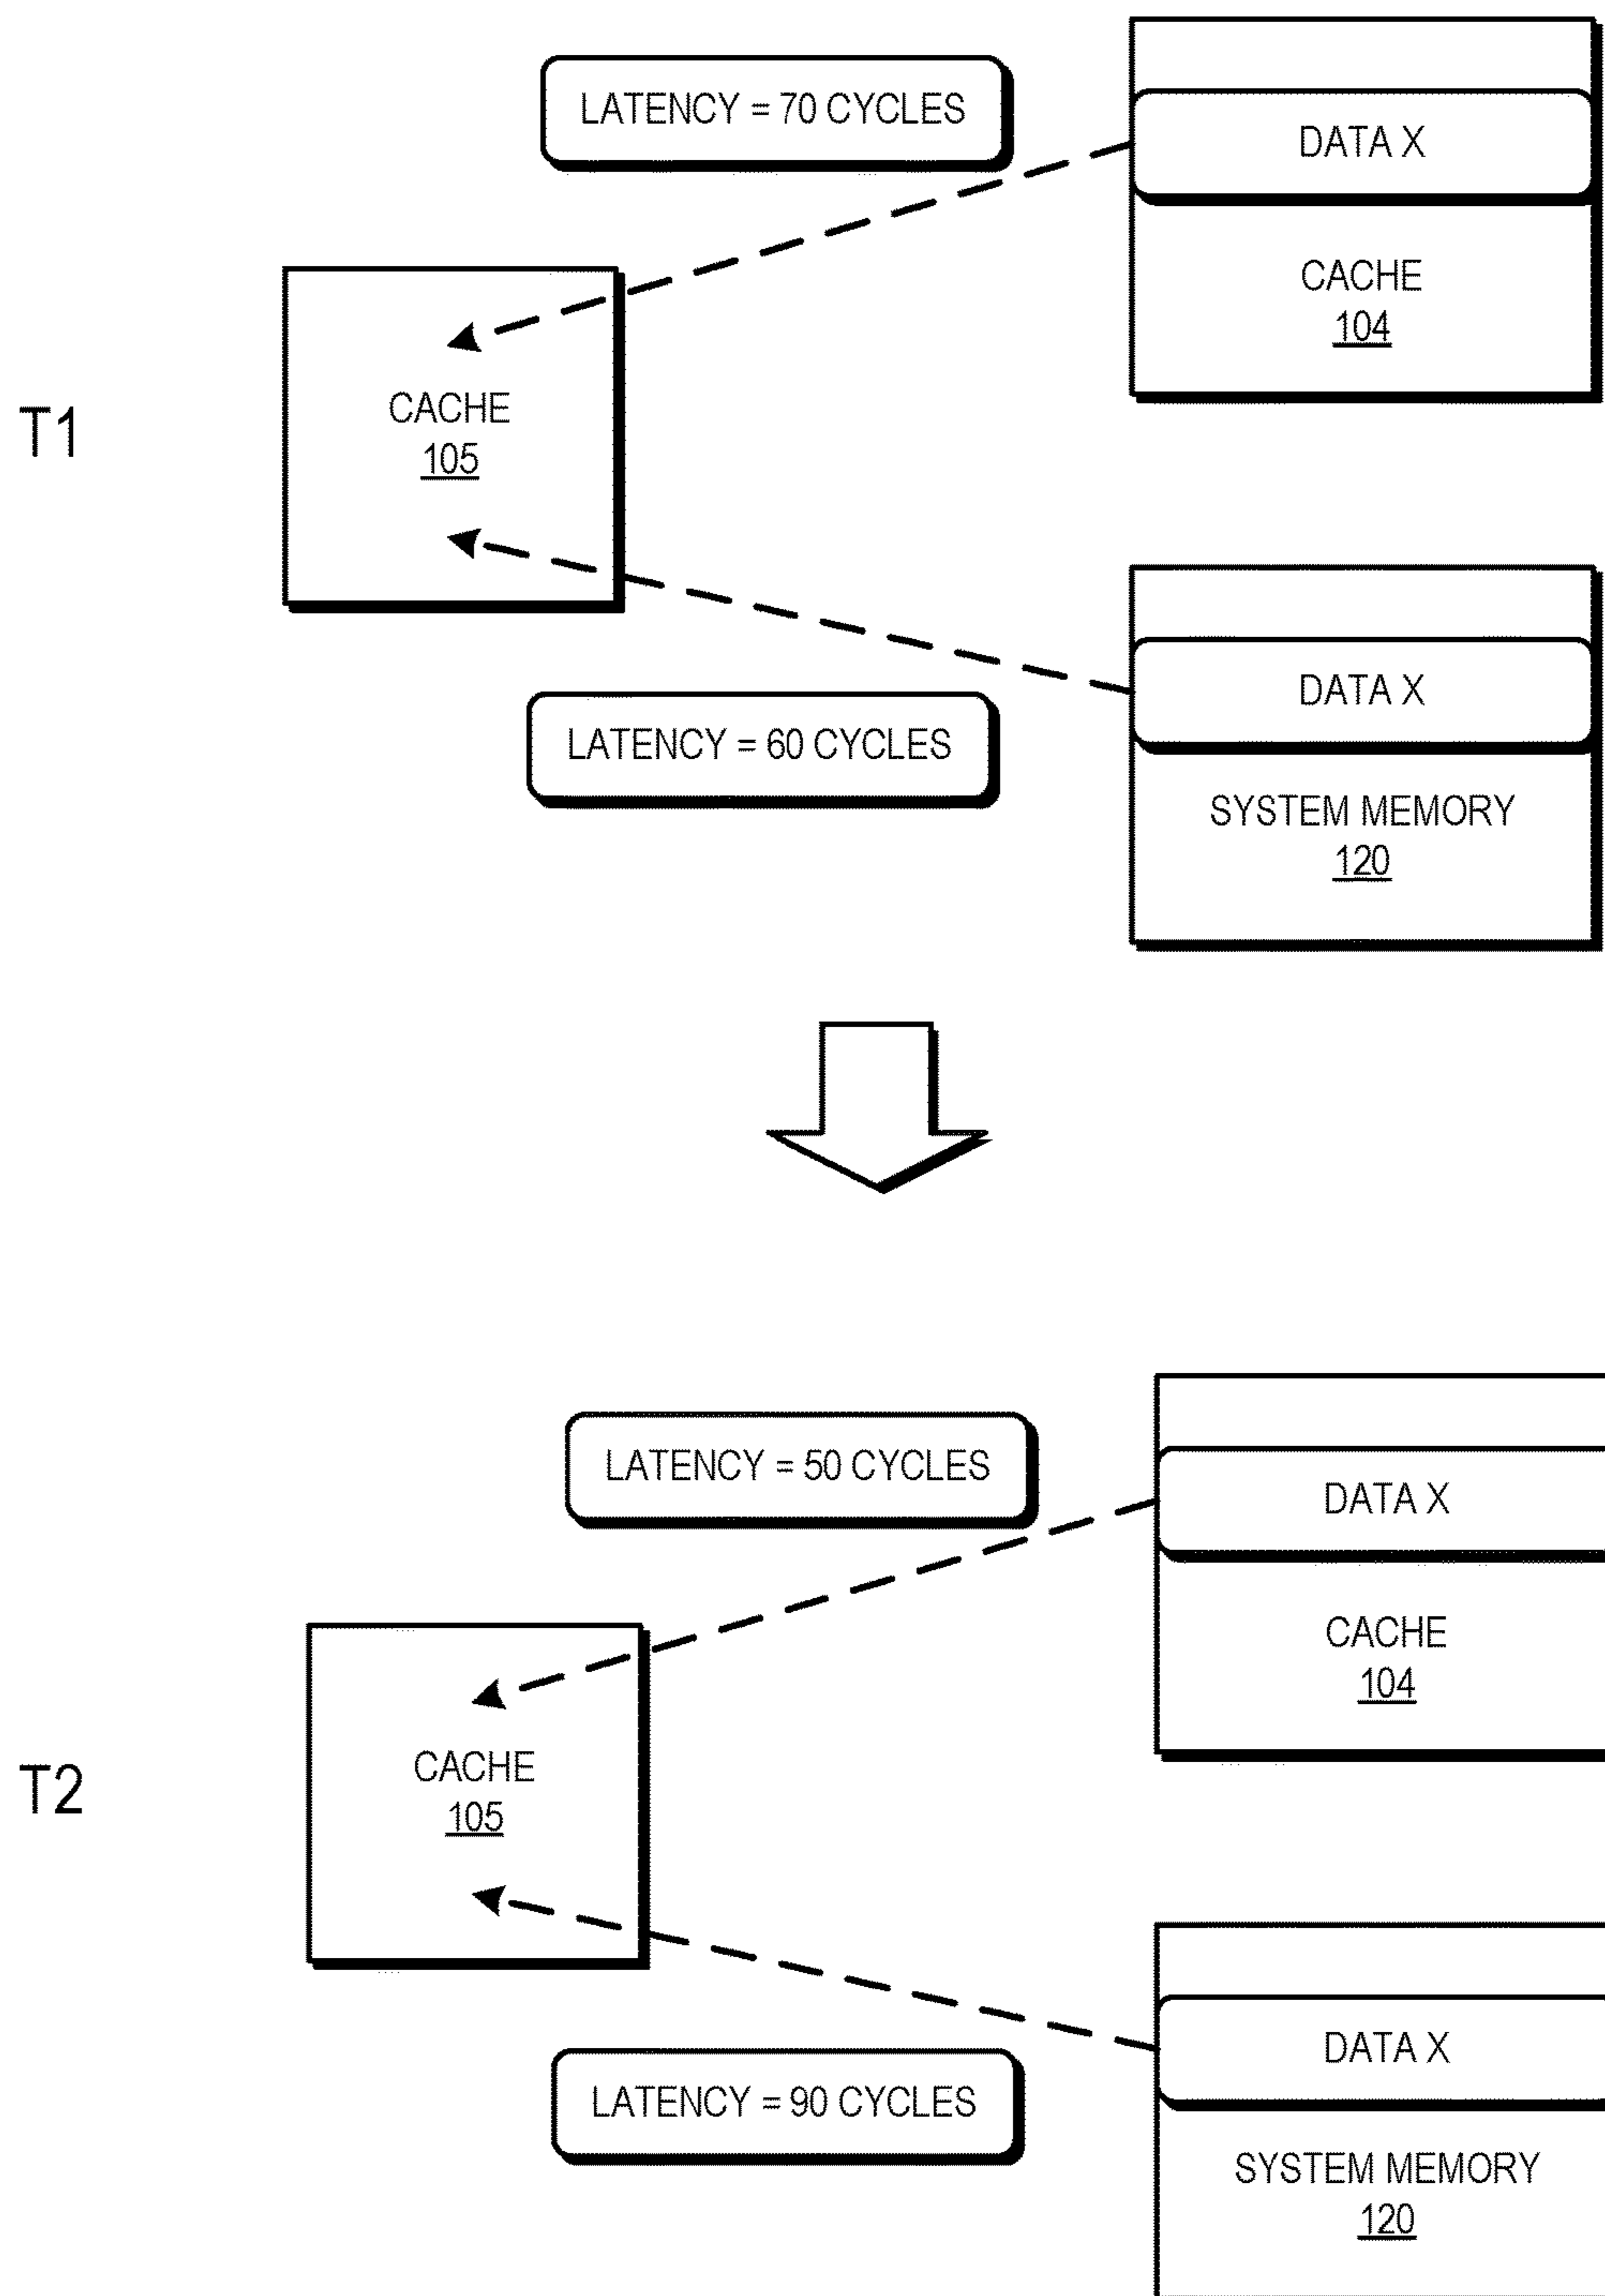 LATENCY = 70 CYCLES
DATA X
CACHE
104
T1
CACHE
105
DATA X
LATENCY = 60 CYCLES
SYSTEM MEMORY
120
LATENCY = 50 CYCLES
DATA X
CACHE
104
T2
CACHE
105
DATA X
LATENCY = 90 CYCLES
SYSTEM MEMORY
120